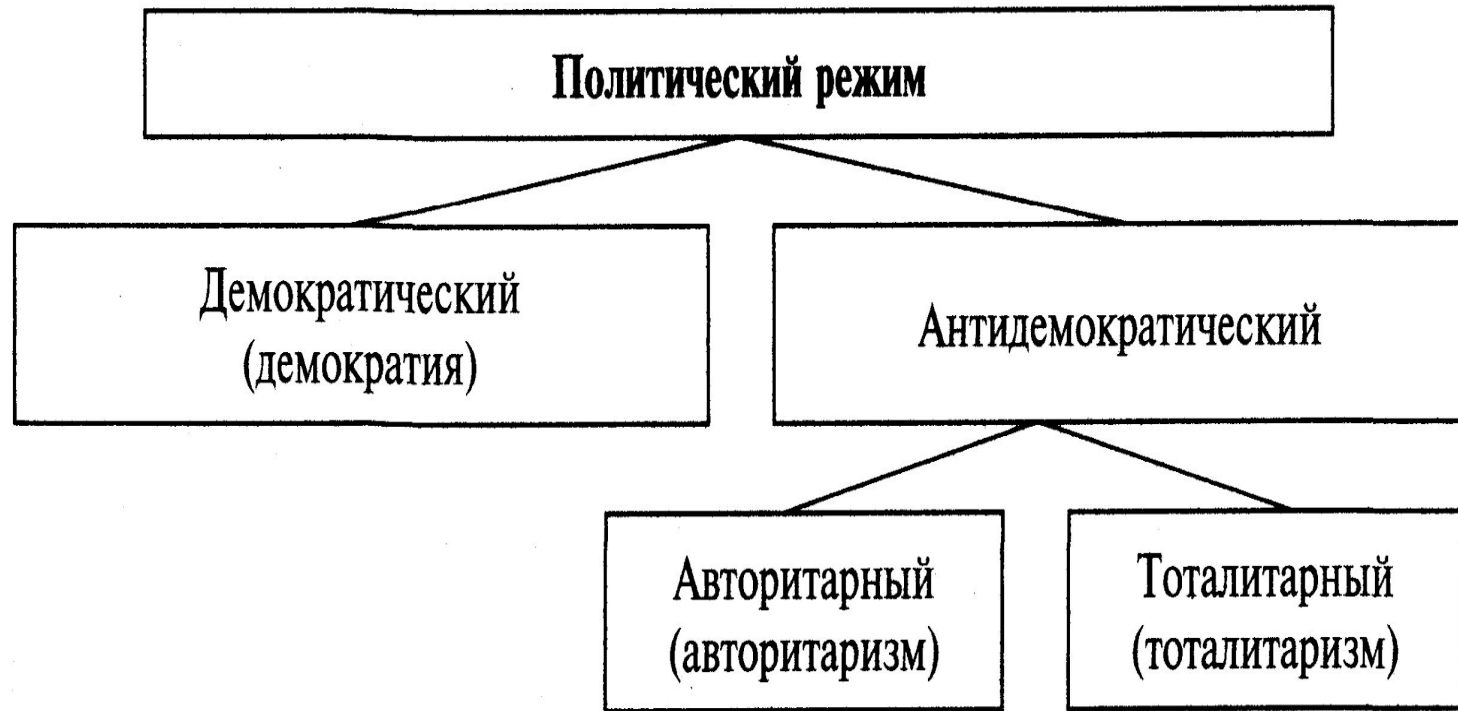 Политический режим
Демократический
(демократия)
Антидемократический
Авторитарный
(авторитаризм)
Тоталитарный
(тоталитаризм)